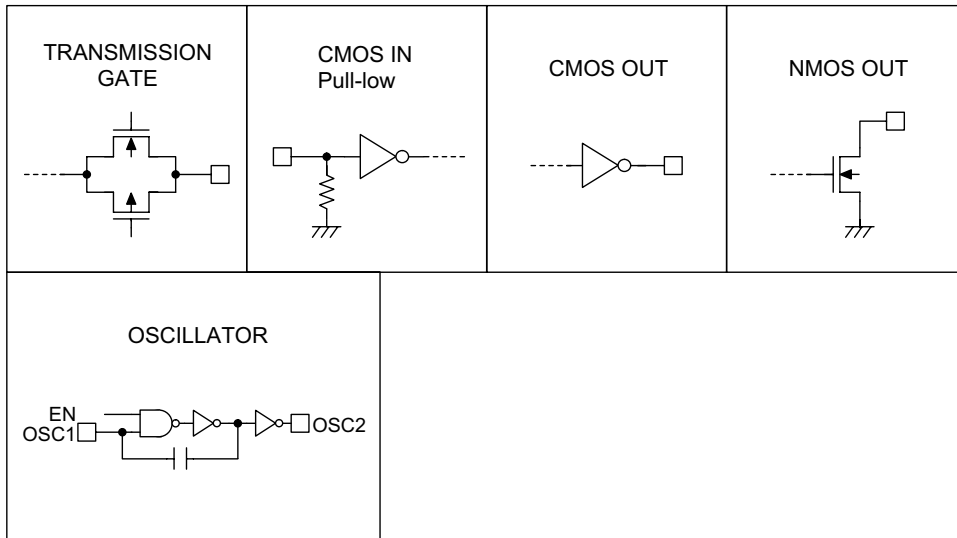 TRANSMISSION
GATE
CMOS IN
Pull-low
CMOS OUT
NMOS OUT
OSCILLATOR
EN
OSC1
OSC2